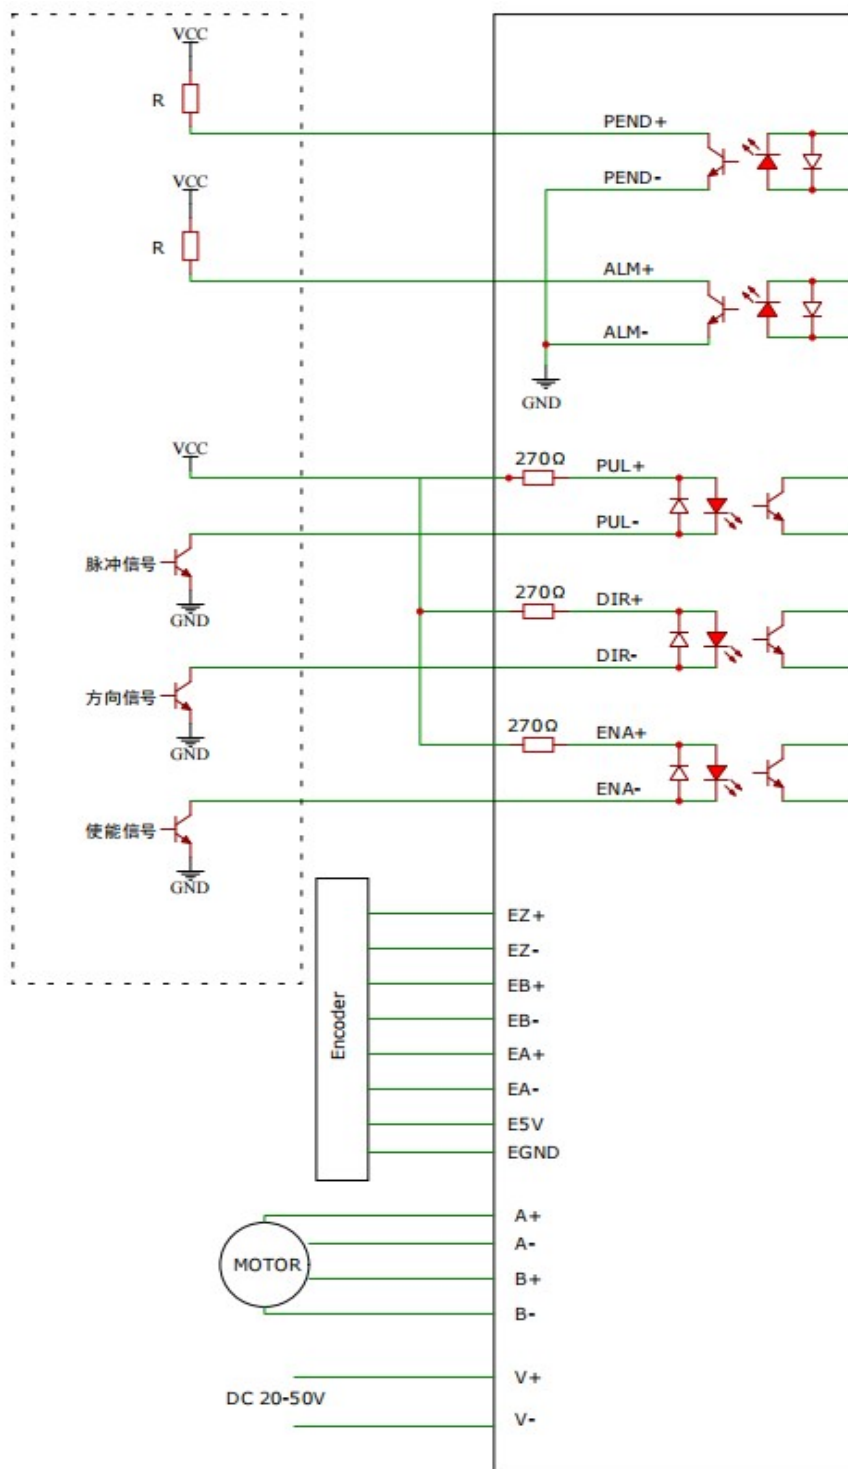 VCC
R
PEND+
PEND-
VCC
R
ALM+
ALM-
GND
VCC
270Ω
PUL+
PUL-
脉冲信号
GND
270Ω
DIR+
DIR-
方向信号
GND
270Ω
ENA+
ENA-
使能信号
GND
Encoder
EZ+
EZ-
EB+
EB-
EA+
EA-
E5V
EGND
MOTOR
A+
A-
B+
B-
DC 20-50V
V+
V-